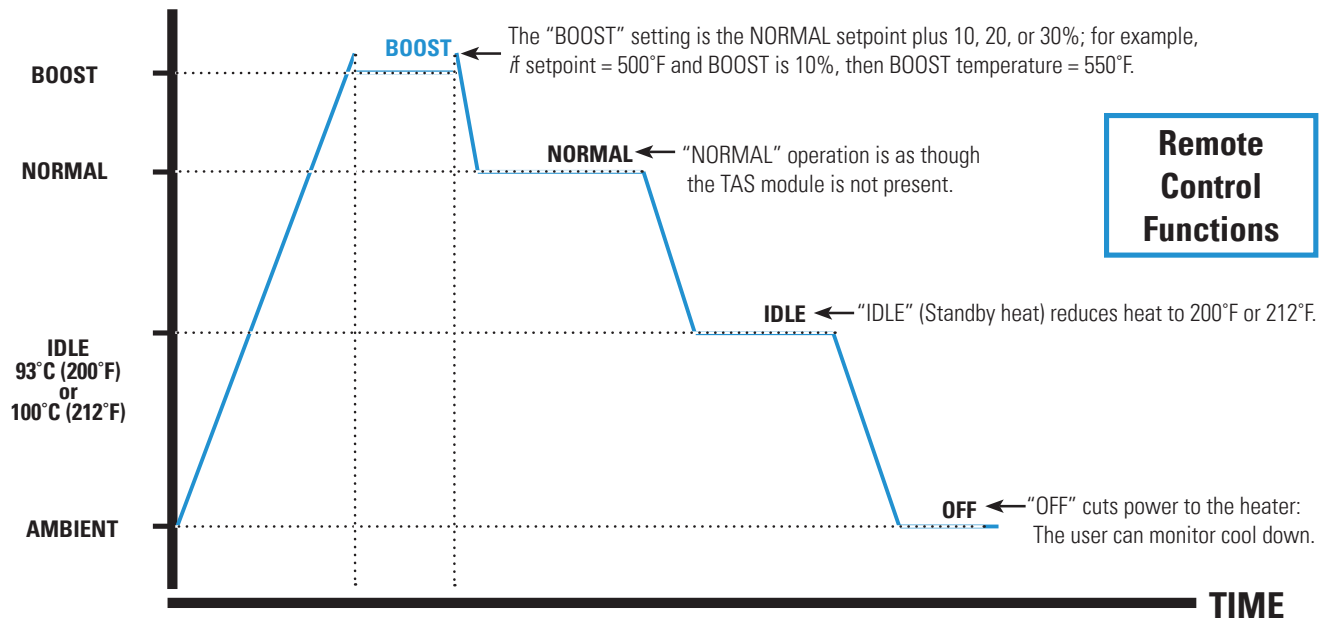 BOOST
The “BOOST” setting is the NORMAL setpoint plus 10, 20, or 30%; for example,
if setpoint = 500˚F and BOOST is 10%, then BOOST temperature = 550˚F.
BOOST
Remote
Control
Functions
NORMAL
“NORMAL” operation is as though
the TAS module is not present.
NORMAL
IDLE
“IDLE” (Standby heat) reduces heat to 200˚F or 212˚F.
IDLE
93˚C (200˚F)
or
100˚C (212˚F)
OFF
“OFF” cuts power to the heater:
The user can monitor cool down.
AMBIENT
TIME